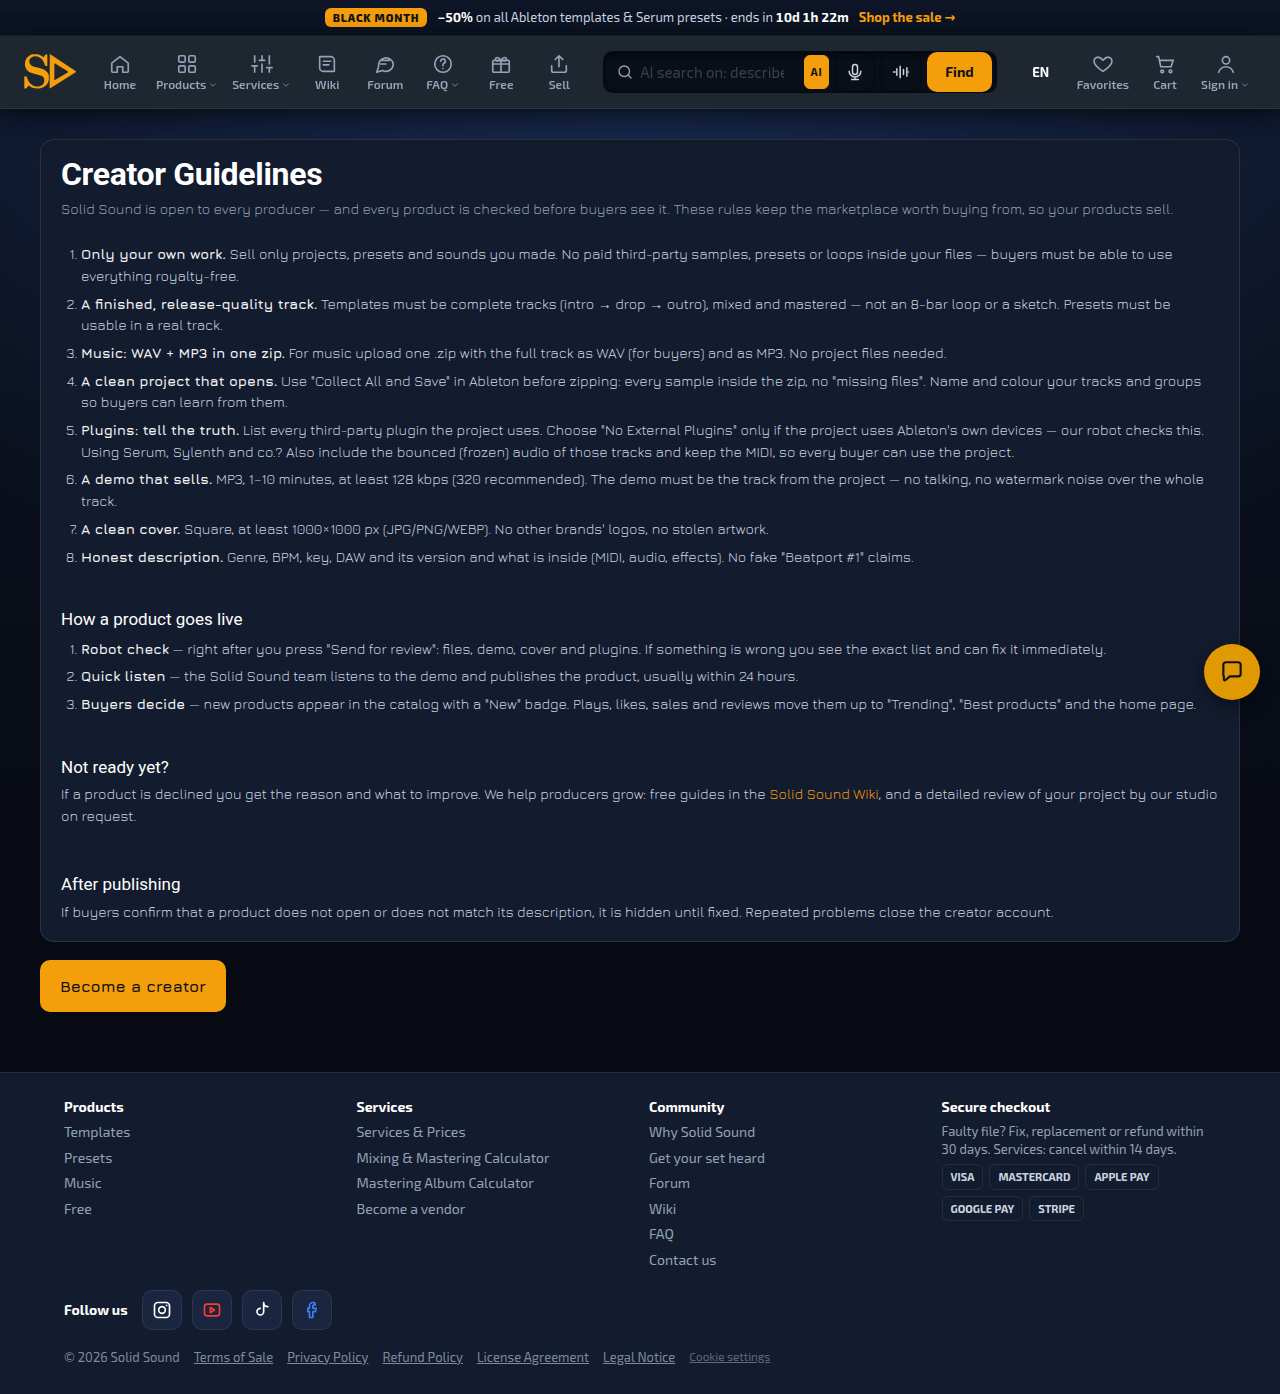 BLACK MONTH −50% on all Ableton templates & Serum presets · ends in 10d 1h 22m Shop the sale →
SD
Home
Products
Services
Wiki
Forum
FAQ
Free
Sell
AI search on: describe
AI
Find
EN
Favorites
Cart
Sign in
Creator Guidelines
Solid Sound is open to every producer — and every product is checked before buyers see it. These rules keep the marketplace worth buying from, so your products sell.
1. Only your own work. Sell only projects, presets and sounds you made. No paid third-party samples, presets or loops inside your files — buyers must be able to use
everything royalty-free.
2. A finished, release-quality track. Templates must be complete tracks (intro → drop → outro), mixed and mastered — not an 8-bar loop or a sketch. Presets must be
usable in a real track.
3. Music: WAV + MP3 in one zip. For music upload one .zip with the full track as WAV (for buyers) and as MP3. No project files needed.
4. A clean project that opens. Use "Collect All and Save" in Ableton before zipping: every sample inside the zip, no "missing files". Name and colour your tracks and groups
so buyers can learn from them.
5. Plugins: tell the truth. List every third-party plugin the project uses. Choose "No External Plugins" only if the project uses Ableton's own devices — our robot checks this.
Using Serum, Sylenth and co.? Also include the bounced (frozen) audio of those tracks and keep the MIDI, so every buyer can use the project.
6. A demo that sells. MP3, 1–10 minutes, at least 128 kbps (320 recommended). The demo must be the track from the project — no talking, no watermark noise over the whole
track.
7. A clean cover. Square, at least 1000×1000 px (JPG/PNG/WEBP). No other brands' logos, no stolen artwork.
8. Honest description. Genre, BPM, key, DAW and its version and what is inside (MIDI, audio, effects). No fake "Beatport #1" claims.
How a product goes live
1. Robot check — right after you press "Send for review": files, demo, cover and plugins. If something is wrong you see the exact list and can fix it immediately.
2. Quick listen — the Solid Sound team listens to the demo and publishes the product, usually within 24 hours.
3. Buyers decide — new products appear in the catalog with a "New" badge. Plays, likes, sales and reviews move them up to "Trending", "Best products" and the home page.
Not ready yet?
If a product is declined you get the reason and what to improve. We help producers grow: free guides in the Solid Sound Wiki, and a detailed review of your project by our studio
on request.
After publishing
If buyers confirm that a product does not open or does not match its description, it is hidden until fixed. Repeated problems close the creator account.
Become a creator
Products
Templates
Presets
Music
Free
Services
Services & Prices
Mixing & Mastering Calculator
Mastering Album Calculator
Become a vendor
Community
Why Solid Sound
Get your set heard
Forum
Wiki
FAQ
Contact us
Secure checkout
Faulty file? Fix, replacement or refund within
30 days. Services: cancel within 14 days.
VISA MASTERCARD APPLE PAY
GOOGLE PAY STRIPE
Follow us
© 2026 Solid Sound Terms of Sale Privacy Policy Refund Policy License Agreement Legal Notice Cookie settings